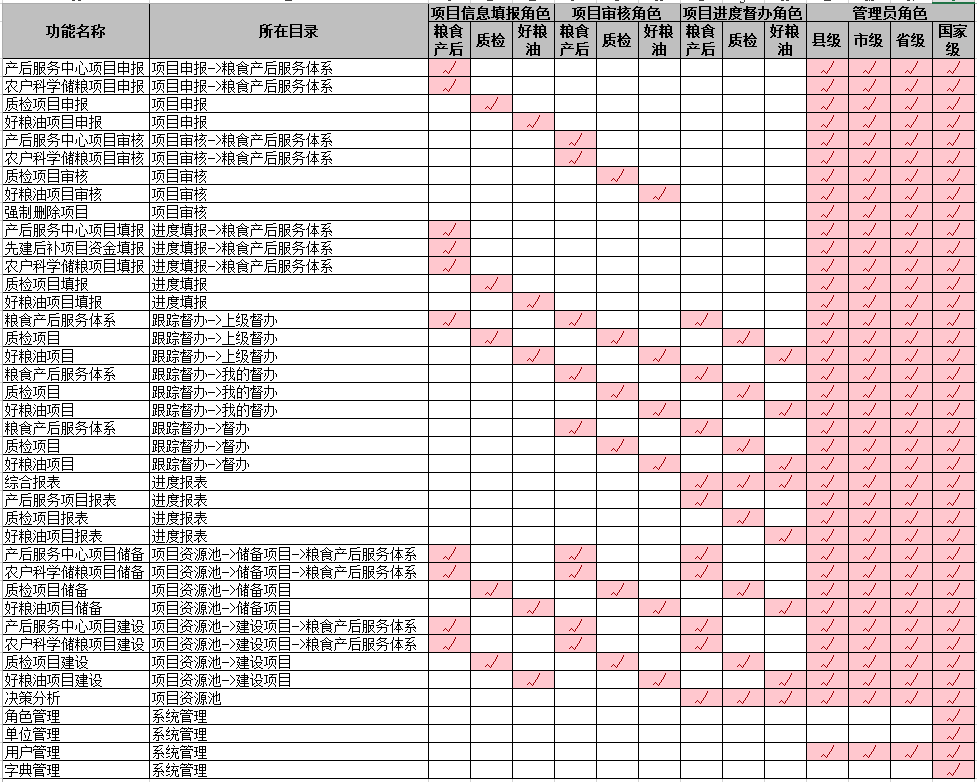 功能名称 所在目录 项目信息填报角色 项目审核角色 项目进度督办角色 管理员角色
粮食产后 质检 好粮油 粮食产后 质检 好粮油 粮食产后 质检 好粮油 县级 市级 省级 国家级
产后服务中心项目申报 项目申报->粮食产后服务体系 √ √ √ √ √
农户科学储粮项目申报 项目申报->粮食产后服务体系 √ √ √ √ √
质检项目申报 项目申报 √ √ √ √ √
好粮油项目申报 项目申报 √ √ √ √ √
产后服务中心项目审核 项目审核->粮食产后服务体系 √ √ √ √ √
农户科学储粮项目审核 项目审核->粮食产后服务体系 √ √ √ √ √
质检项目审核 项目审核 √ √ √ √ √
好粮油项目审核 项目审核 √ √ √ √ √
强制删除项目 项目审核 √ √ √ √
产后服务中心项目填报 进度填报->粮食产后服务体系 √ √ √ √ √
先建后补项目资金填报 进度填报->粮食产后服务体系 √ √ √ √ √
农户科学储粮项目填报 进度填报->粮食产后服务体系 √ √ √ √ √
质检项目填报 进度填报 √ √ √ √ √
好粮油项目填报 进度填报 √ √ √ √ √
粮食产后服务体系 跟踪督办->上级督办 √ √ √ √ √ √ √
质检项目 跟踪督办->上级督办 √ √ √ √ √ √ √
好粮油项目 跟踪督办->上级督办 √ √ √ √ √ √ √
粮食产后服务体系 跟踪督办->我的督办 √ √ √ √ √ √
质检项目 跟踪督办->我的督办 √ √ √ √ √ √
好粮油项目 跟踪督办->我的督办 √ √ √ √ √ √
粮食产后服务体系 跟踪督办->督办 √ √ √ √ √ √
质检项目 跟踪督办->督办 √ √ √ √ √ √
好粮油项目 跟踪督办->督办 √ √ √ √ √ √
综合报表 进度报表 √ √ √ √ √ √ √
产后服务项目报表 进度报表 √ √ √ √ √
质检项目报表 进度报表 √ √ √ √ √
好粮油项目报表 进度报表 √ √ √ √ √
产后服务中心项目储备 项目资源池->储备项目->粮食产后服务体系 √ √ √ √ √ √ √
农户科学储粮项目储备 项目资源池->储备项目->粮食产后服务体系 √ √ √ √ √ √ √
质检项目储备 项目资源池->储备项目 √ √ √ √ √ √ √
好粮油项目储备 项目资源池->储备项目 √ √ √ √ √ √ √
产后服务中心项目建设 项目资源池->建设项目->粮食产后服务体系 √ √ √ √ √ √ √
农户科学储粮项目建设 项目资源池->建设项目->粮食产后服务体系 √ √ √ √ √ √ √
质检项目建设 项目资源池->建设项目 √ √ √ √ √ √ √
好粮油项目建设 项目资源池->建设项目 √ √ √ √ √ √ √
决策分析 项目资源池 √ √ √ √ √ √ √
角色管理 系统管理 √
单位管理 系统管理 √
用户管理 系统管理 √ √ √ √
字典管理 系统管理 √